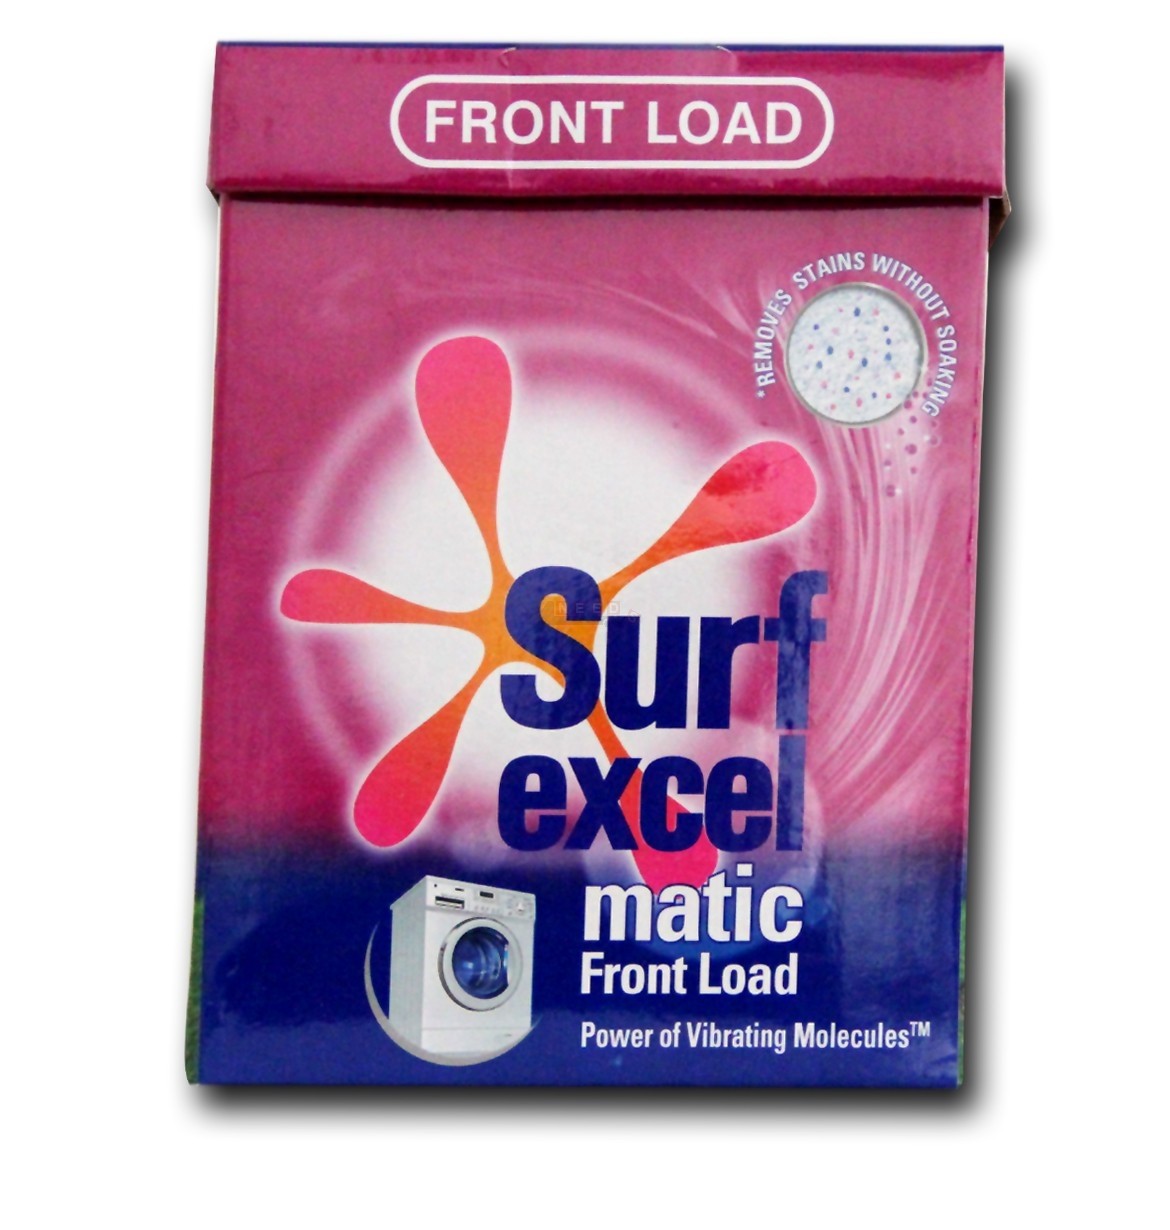 FRONT LOAD
*REMOVES STAINS WITHOUT SOAKING
Surf
excel
matic
Front Load
Power of Vibrating Molecules™